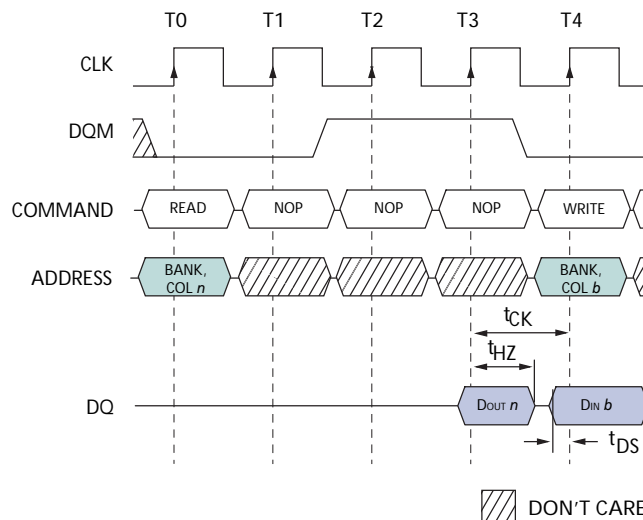 T0 T1 T2 T3 T4
CLK
DQM
COMMAND READ NOP NOP NOP WRITE
ADDRESS BANK, COL n BANK, COL b
tCK
tHZ
DQ DOUT n DIN b
tDS
DON'T CARE